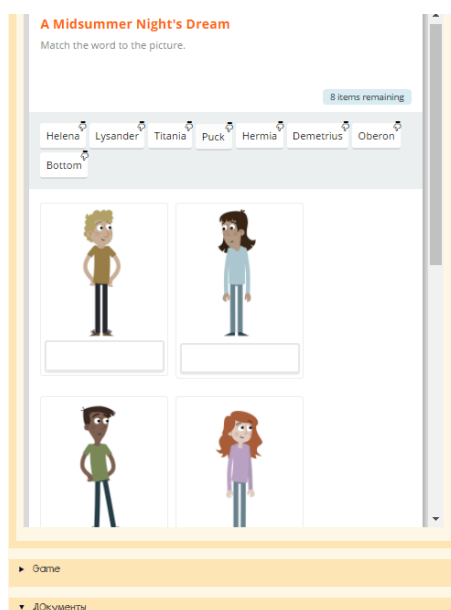 A Midsummer Night's Dream
Match the word to the picture.
8 items remaining
Helena Lysander Titania Puck Hermia Demetrius Oberon
Bottom
Game
ДОКУМЕНТЫ